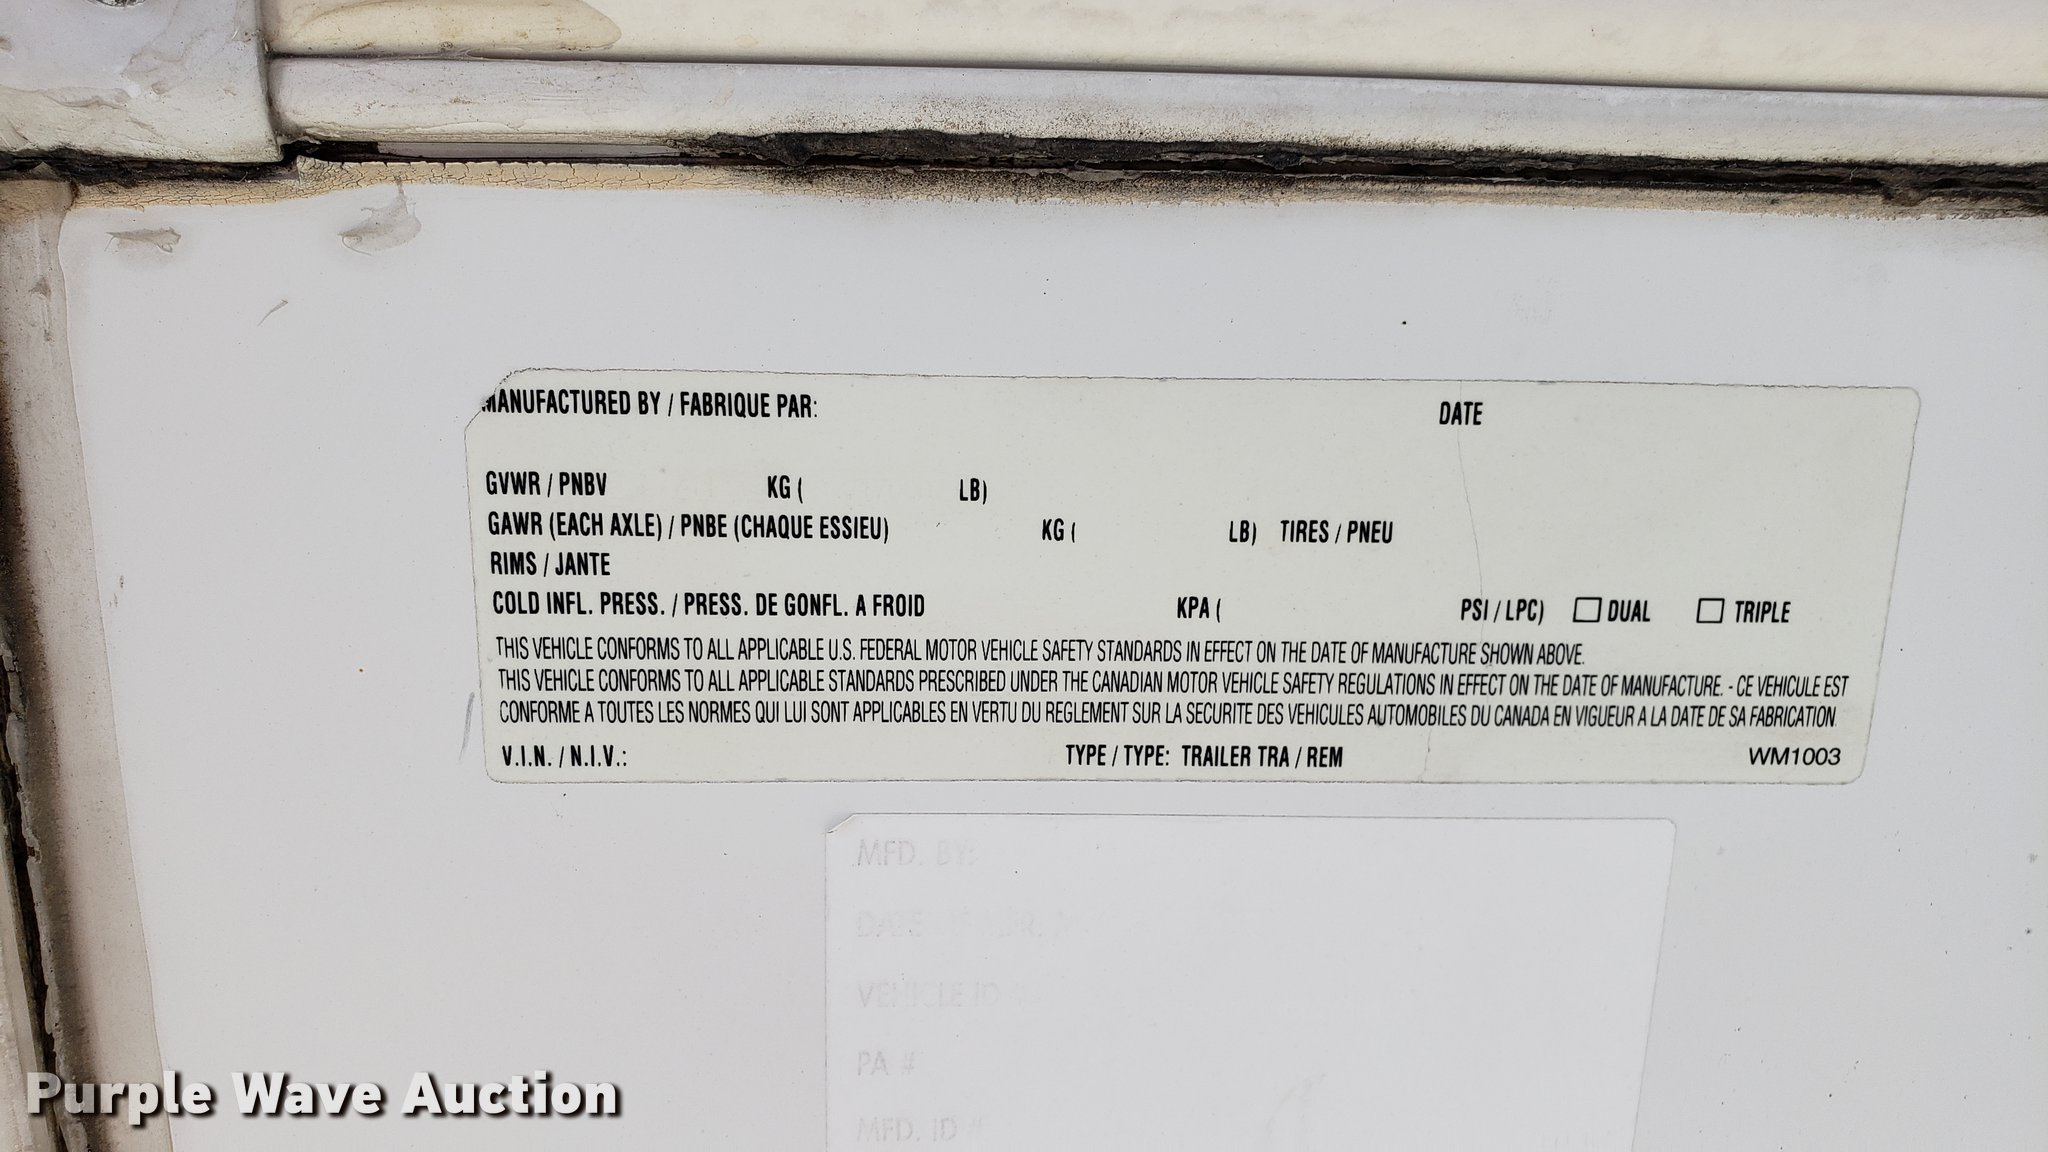 MANUFACTURED BY / FABRIQUE PAR: DATE
GVWR / PNBV KG ( LB)
GAWR (EACH AXLE) / PNBE (CHAQUE ESSIEU) KG ( LB) TIRES / PNEU
RIMS / JANTE
COLD INFL. PRESS. / PRESS. DE GONFL. A FROID KPA ( PSI / LPC) DUAL TRIPLE
THIS VEHICLE CONFORMS TO ALL APPLICABLE U.S. FEDERAL MOTOR VEHICLE SAFETY STANDARDS IN EFFECT ON THE DATE OF MANUFACTURE SHOWN ABOVE.
THIS VEHICLE CONFORMS TO ALL APPLICABLE STANDARDS PRESCRIBED UNDER THE CANADIAN MOTOR VEHICLE SAFETY REGULATIONS IN EFFECT ON THE DATE OF MANUFACTURE. - CE VEHICULE EST
CONFORME A TOUTES LES NORMES QUI LUI SONT APPLICABLES EN VERTU DU REGLEMENT SUR LA SECURITE DES VEHICULES AUTOMOBILES DU CANADA EN VIGUEUR A LA DATE DE SA FABRICATION.
V.I.N. / N.I.V.: TYPE / TYPE: TRAILER TRA / REM WM1003
MFD. BY:
DATE
VEHICLE ID #
PA #
MFD. ID #
Purple Wave Auction